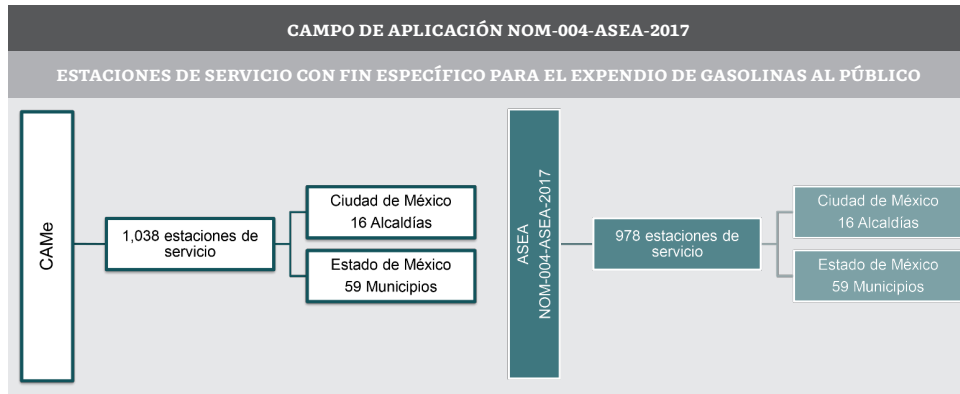 CAMPO DE APLICACIÓN NOM-004-ASEA-2017
ESTACIONES DE SERVICIO CON FIN ESPECÍFICO PARA EL EXPENDIO DE GASOLINAS AL PÚBLICO
CAMe
1,038 estaciones de
servicio
Ciudad de México
16 Alcaldías
Estado de México
59 Municipios
ASEA
NOM-004-ASEA-2017
978 estaciones de
servicio
Ciudad de México
16 Alcaldías
Estado de México
59 Municipios